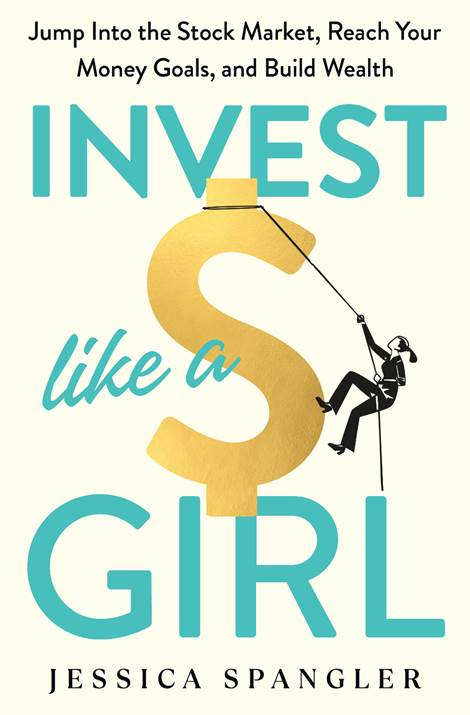 Jump Into the Stock Market, Reach Your
Money Goals, and Build Wealth
INVEST
$
like a
GIRL
JESSICA SPANGLER